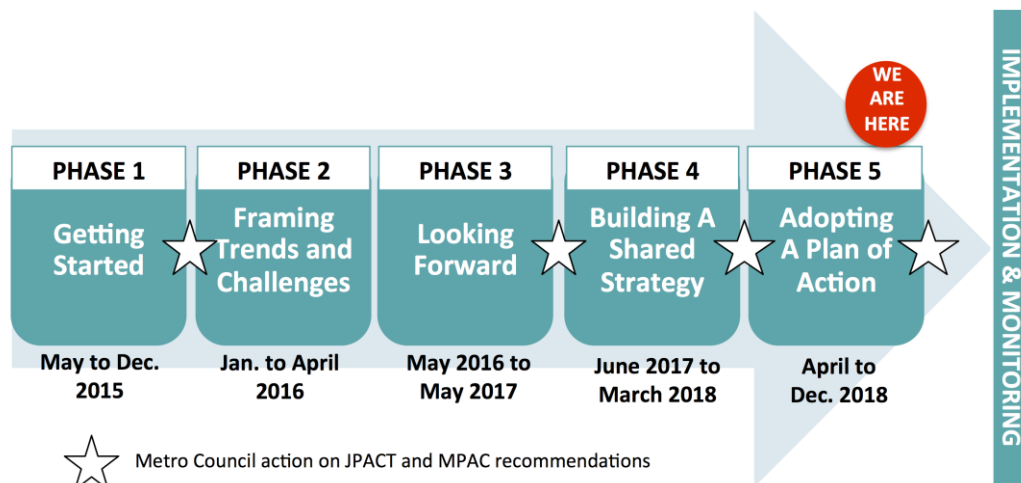 WE
ARE
HERE
PHASE 1
Getting
Started
May to Dec.
2015
PHASE 2
Framing
Trends and
Challenges
Jan. to April
2016
PHASE 3
Looking
Forward
May 2016 to
May 2017
PHASE 4
Building A
Shared
Strategy
June 2017 to
March 2018
PHASE 5
Adopting
A Plan of
Action
April to
Dec. 2018
IMPLEMENTATION & MONITORING
Metro Council action on JPACT and MPAC recommendations